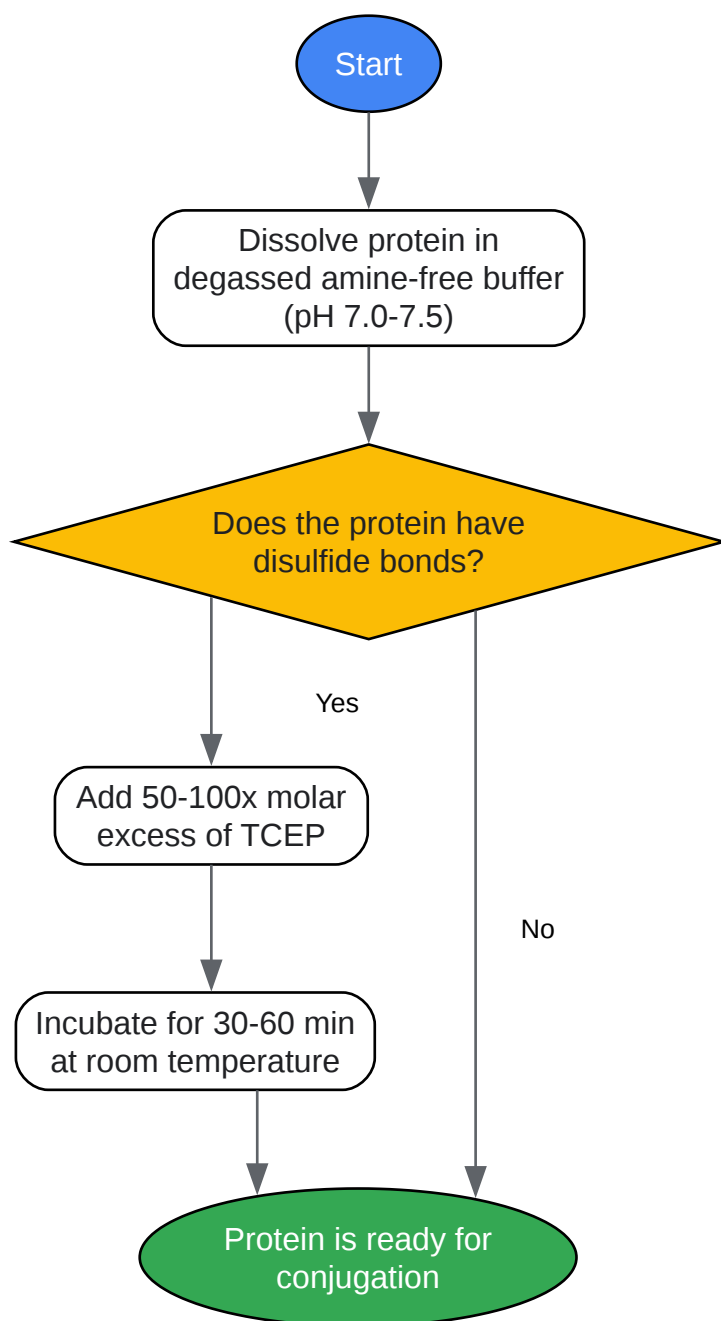 Start
Dissolve protein in
degassed amine-free buffer
(pH 7.0-7.5)
Does the protein have
disulfide bonds?
Yes
Add 50-100x molar
excess of TCEP
No
Incubate for 30-60 min
at room temperature
Protein is ready for
conjugation